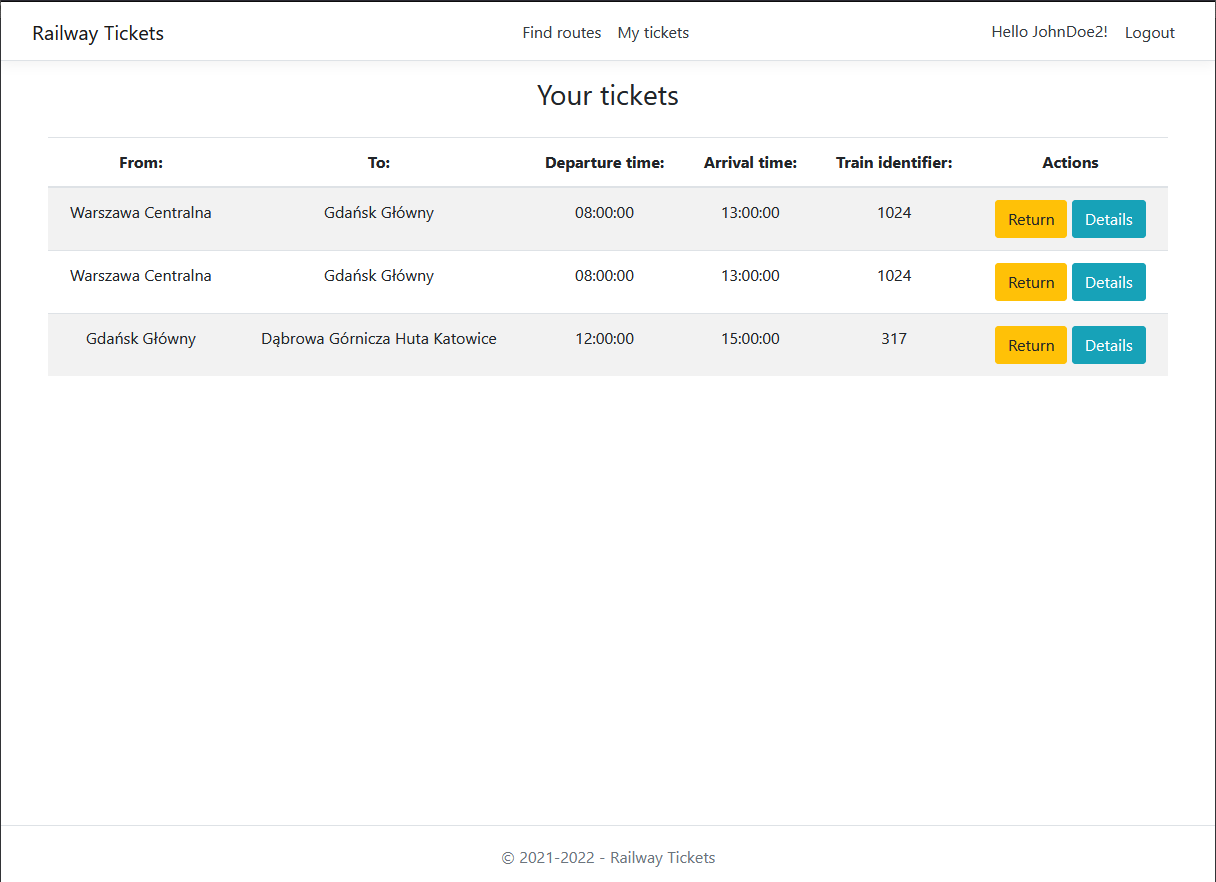 Railway Tickets Find routes My tickets Hello JohnDoe2! Logout
Your tickets
From: To: Departure time: Arrival time: Train identifier: Actions
Warszawa Centralna Gdańsk Główny 08:00:00 13:00:00 1024 Return Details
Warszawa Centralna Gdańsk Główny 08:00:00 13:00:00 1024 Return Details
Gdańsk Główny Dąbrowa Górnicza Huta Katowice 12:00:00 15:00:00 317 Return Details
© 2021-2022 - Railway Tickets